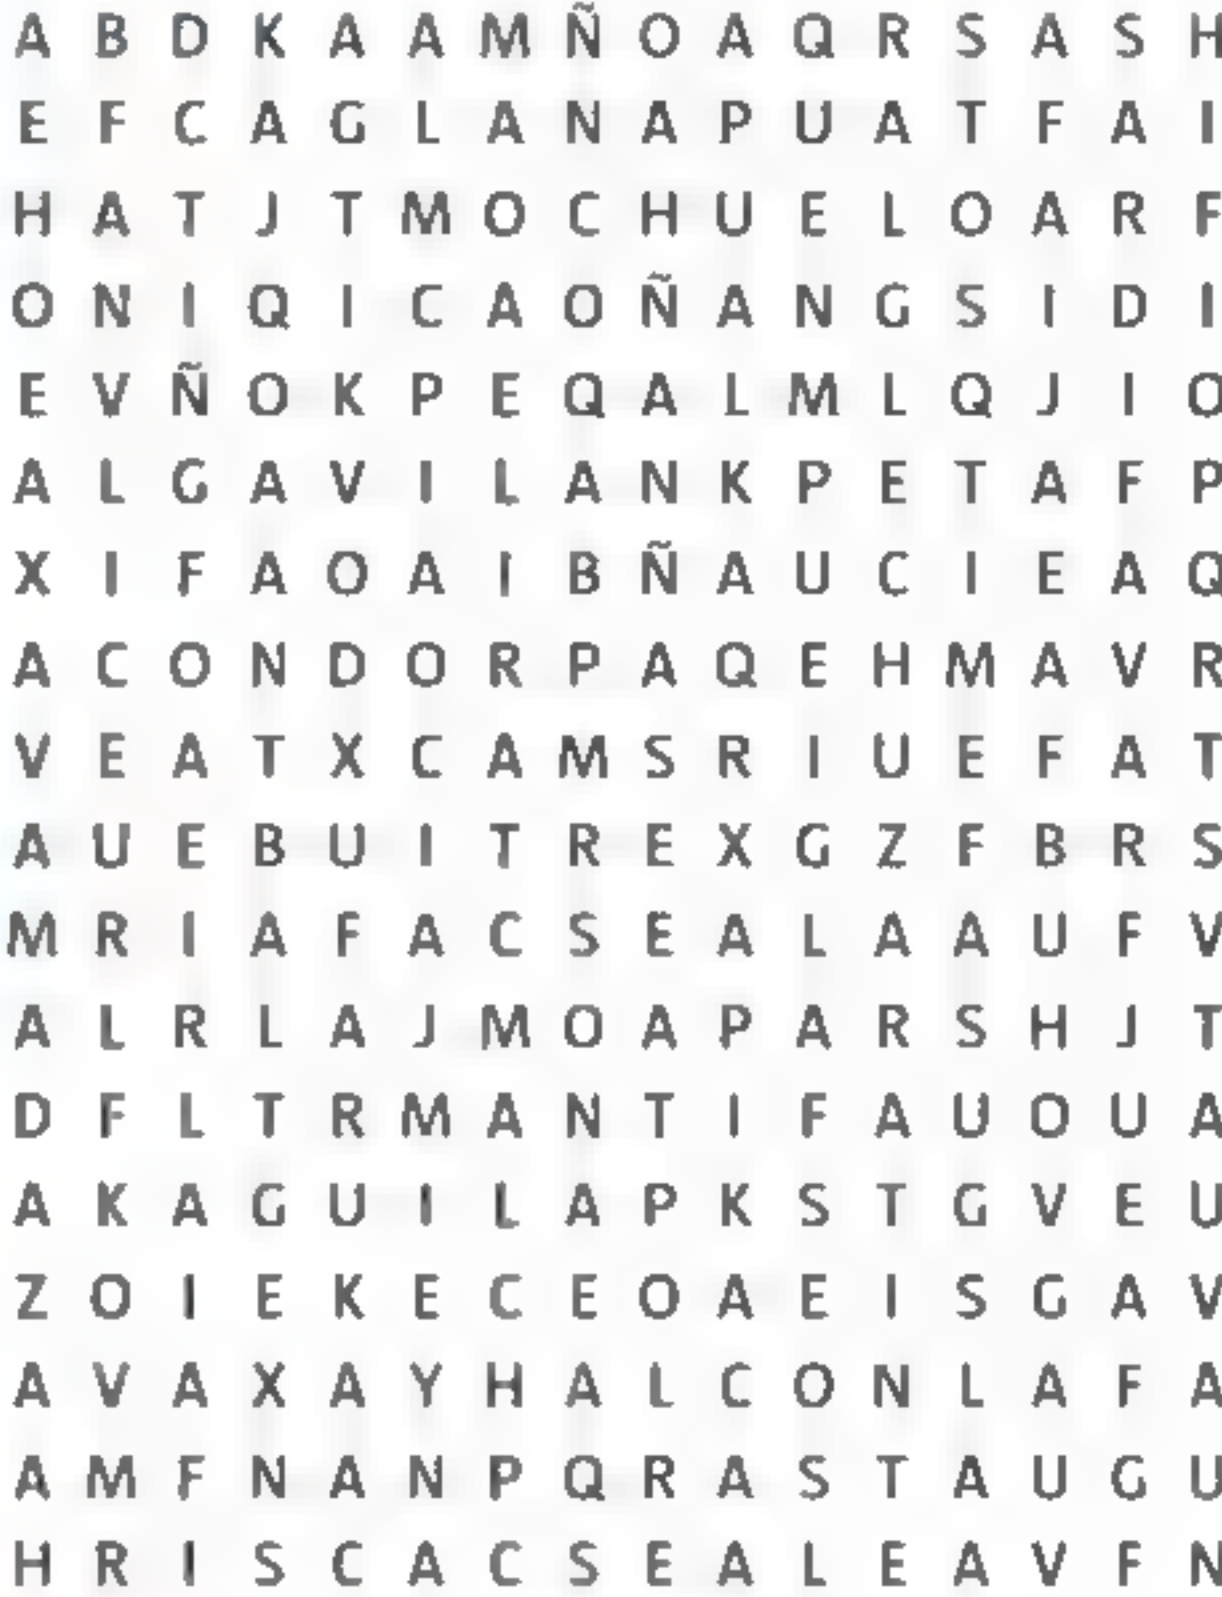 A B D K A A M Ñ O A Q R S A S H
E F C A G L A N A P U A T F A I
H A T J T M O C H U E L O A R F
O N I Q I C A O Ñ A N G S I D I
E V Ñ O K P E Q A L M L Q J I O
A L G A V I L A N K P E T A F P
X I F A O A I B Ñ A U C I E A Q
A C O N D O R P A Q E H M A V R
V E A T X C A M S R I U E F A T
A U E B U I T R E X G Z F B R S
M R I A F A C S E A L A A U F V
A L R L A J M O A P A R S H J T
D F L T R M A N T I F A U O U A
A K A G U I L A P K S T G V E U
Z O I E K E C E O A E I S G A V
A V A X A Y H A L C O N L A F A
A M F N A N P Q R A S T A U G U
H R I S C A C S E A L E A V F N